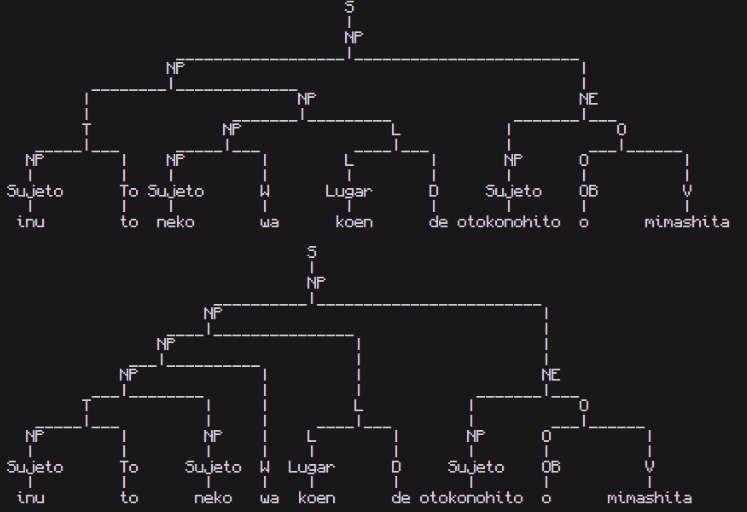 S
NP
NP NE
NP
T NP L O
NP NP L O
Sujeto To Sujeto W Lugar D Sujeto OB V
inu to neko wa koen de otokonohito o mimashita
S
NP
NP
NP
NP NE
T L O
NP NP L NP O
Sujeto To Sujeto W Lugar D Sujeto OB V
inu to neko wa koen de otokonohito o mimashita